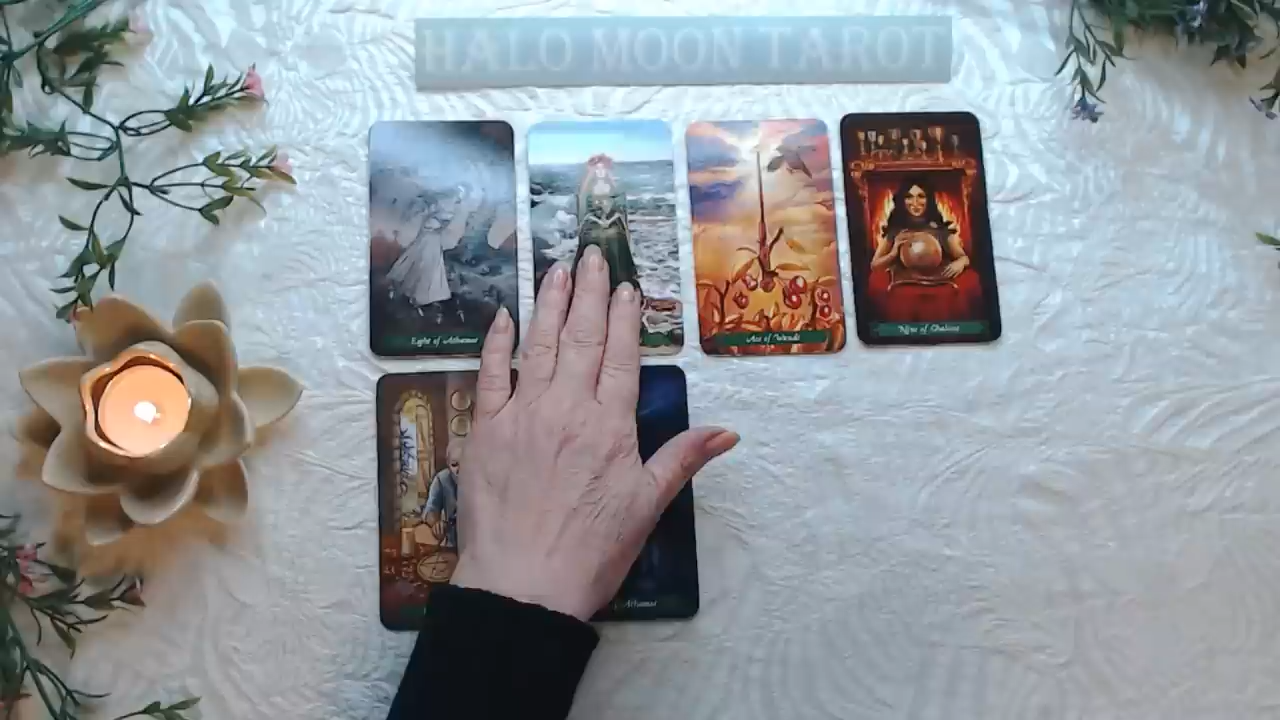 HALO MOON TAROT
Eight of Athames
Ace of Wands
Nine of Chalices
Athames